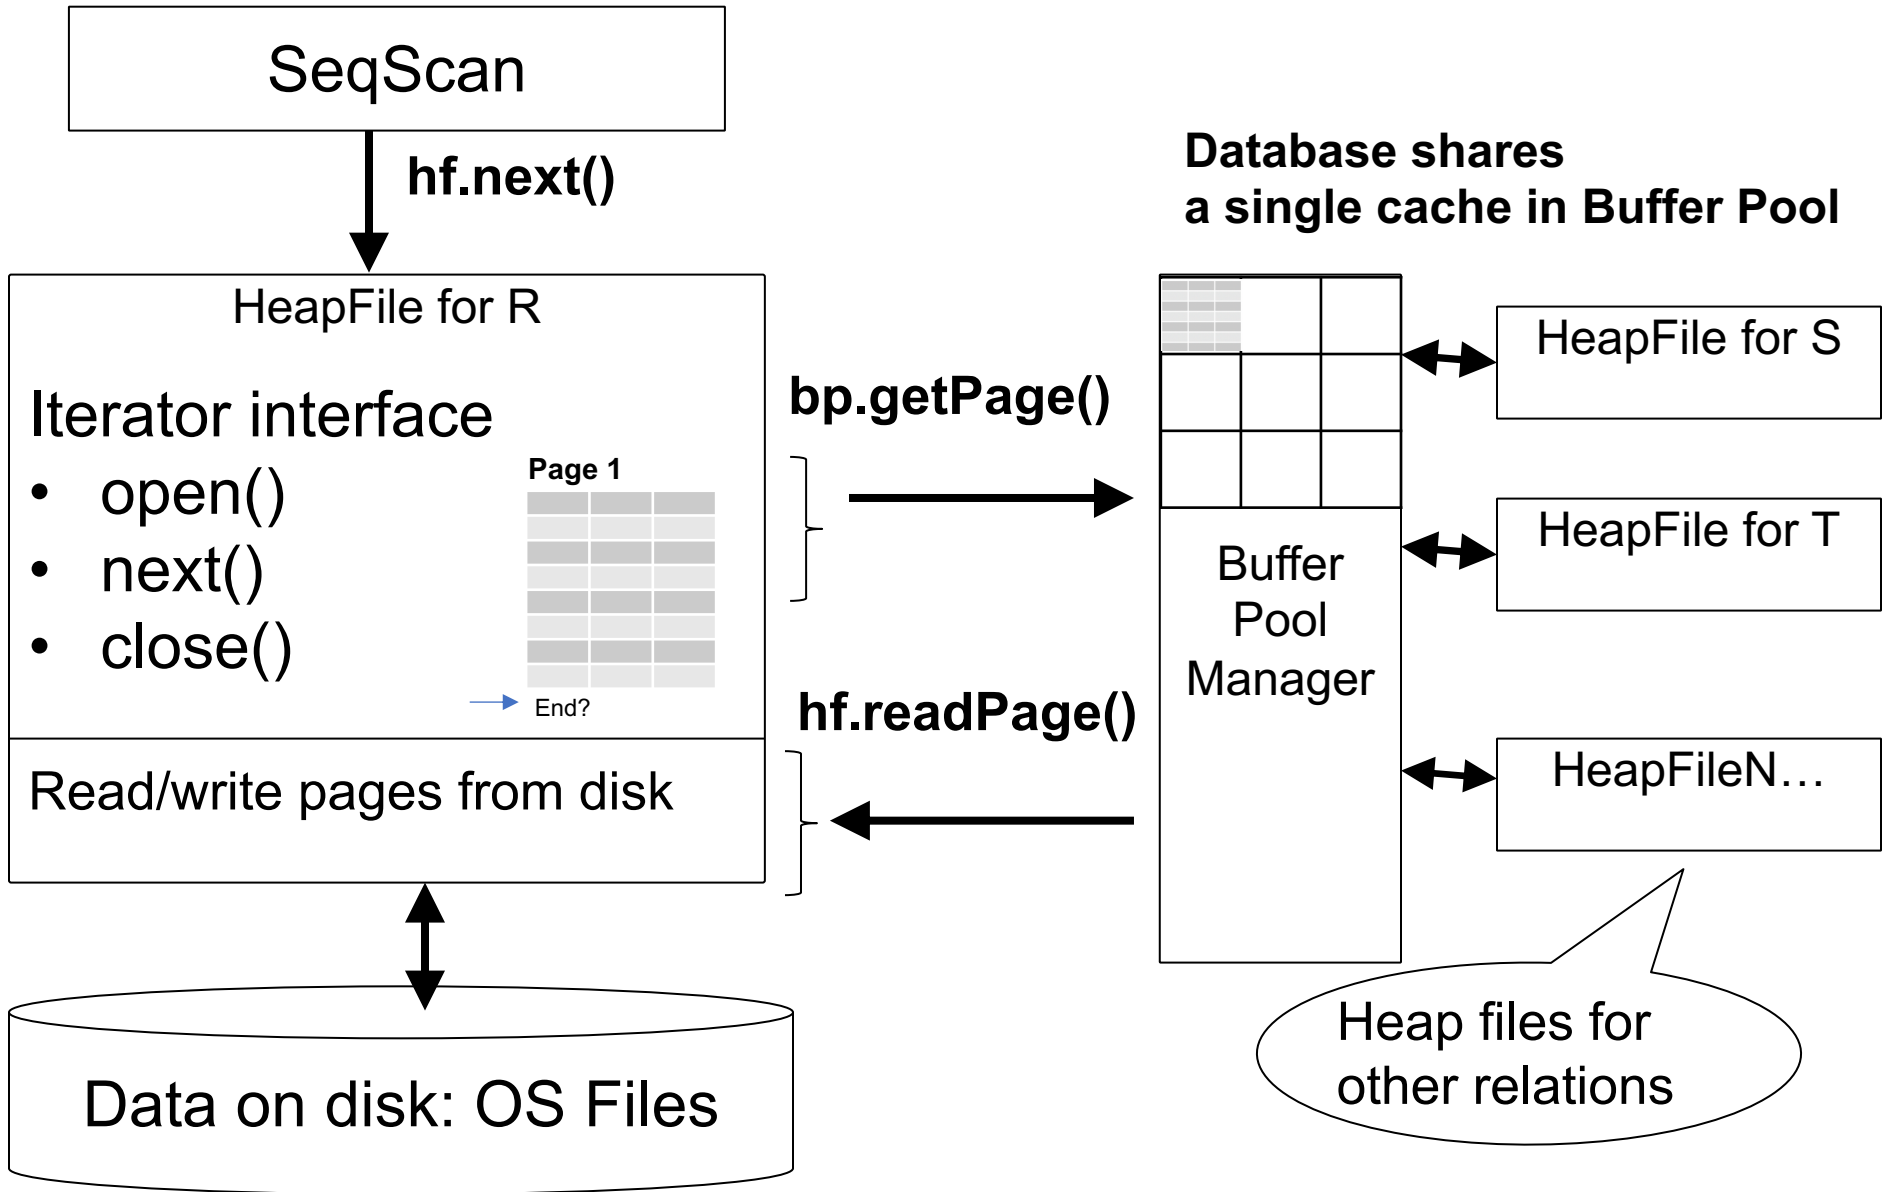 SeqScan
hf.next()
Database shares
a single cache in Buffer Pool
HeapFile for R
Iterator interface
• open()
• next()
• close()
Page 1
End?
Read/write pages from disk
bp.getPage()
hf.readPage()
Buffer
Pool
Manager
HeapFile for S
HeapFile for T
HeapFileN…
Heap files for
other relations
Data on disk: OS Files